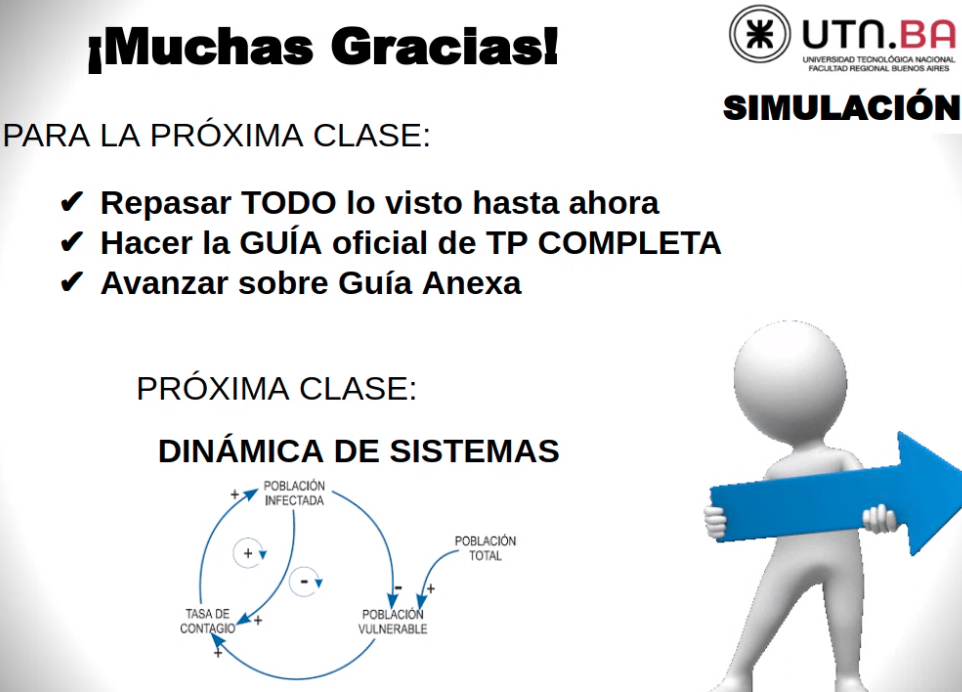 ¡Muchas Gracias!
UTN.BA
UNIVERSIDAD TECNOLÓGICA NACIONAL
FACULTAD REGIONAL BUENOS AIRES
SIMULACIÓN
PARA LA PRÓXIMA CLASE:
✔ Repasar TODO lo visto hasta ahora
✔ Hacer la GUÍA oficial de TP COMPLETA
✔ Avanzar sobre Guía Anexa
PRÓXIMA CLASE:
DINÁMICA DE SISTEMAS
+
POBLACIÓN
INFECTADA
POBLACIÓN
TOTAL
+
-
-
+
TASA DE
CONTAGIO
+
POBLACIÓN
VULNERABLE
+